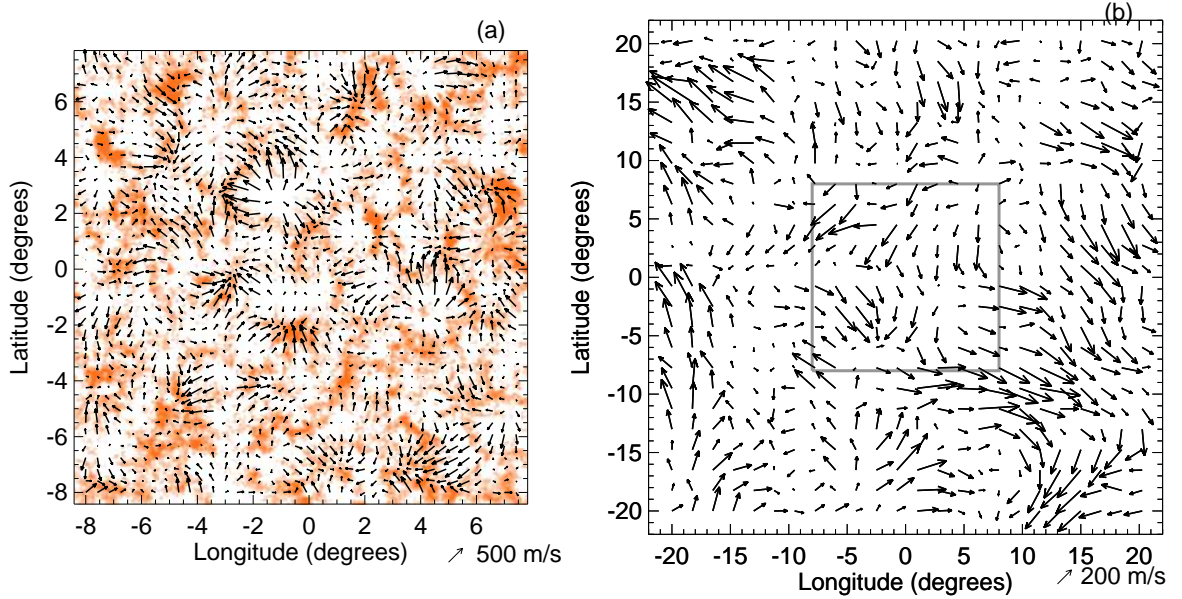 (a)
6
4
2
0
-2
-4
-6
-8
Latitude (degrees)
-8 -6 -4 -2 0 2 4 6
Longitude (degrees)
500 m/s
(b)
20
15
10
5
0
-5
-10
-15
-20
Latitude (degrees)
-20 -15 -10 -5 0 5 10 15 20
Longitude (degrees)
200 m/s